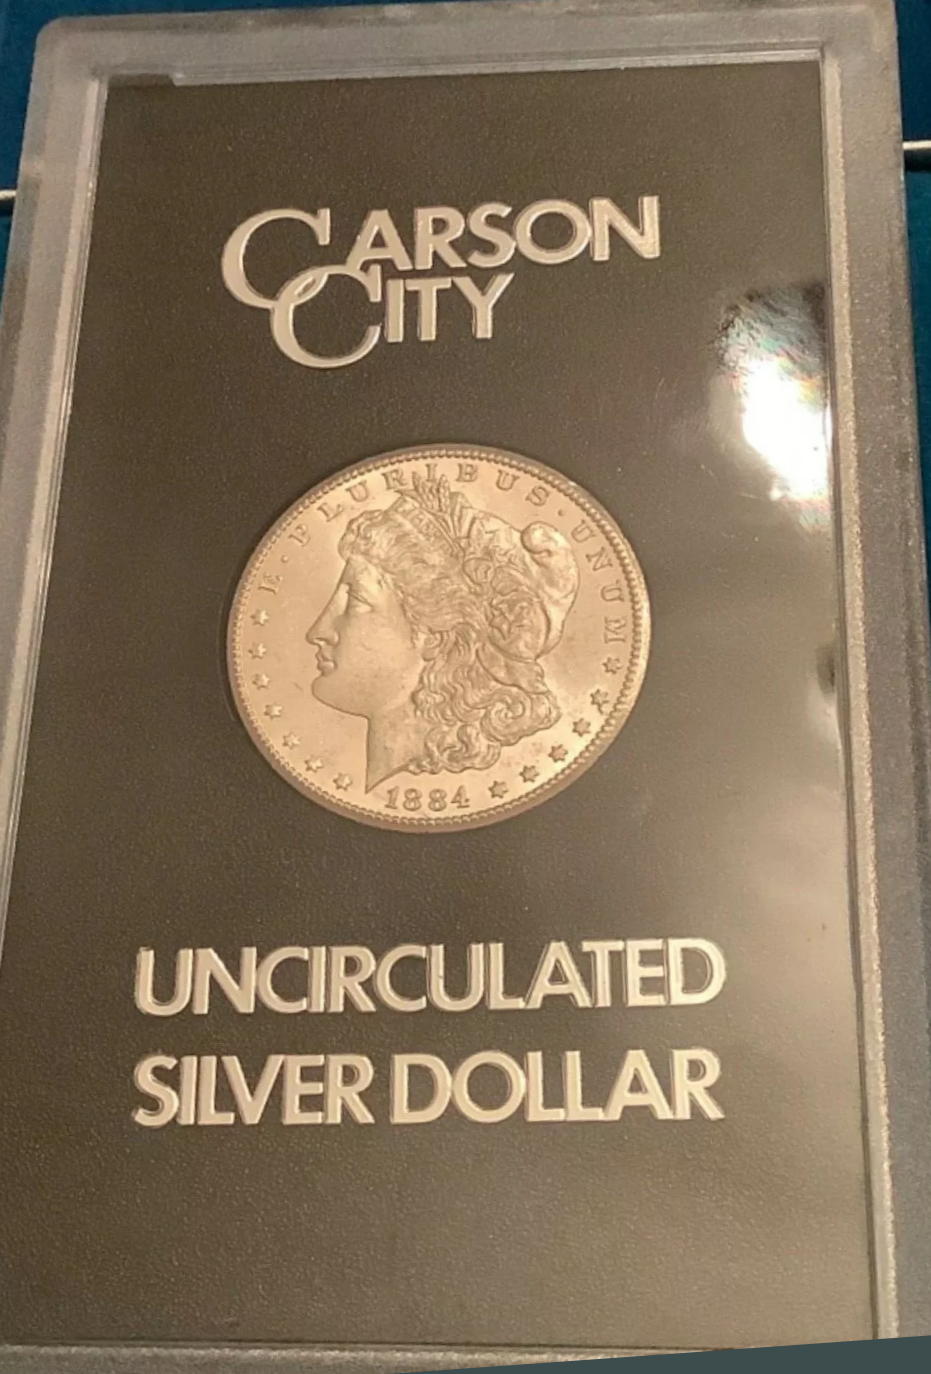 CARSON
CITY
E · PLURIBUS · UNUM
1884
UNCIRCULATED
SILVER DOLLAR